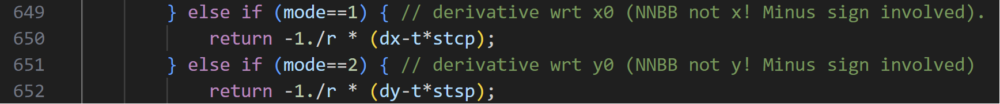 649 } else if (mode==1) { // derivative wrt x0 (NNBB not x! Minus sign involved).
650 return -1./r * (dx-t*stcp);
651 } else if (mode==2) { // derivative wrt y0 (NNBB not y! Minus sign involved)
652 return -1./r * (dy-t*stsp);